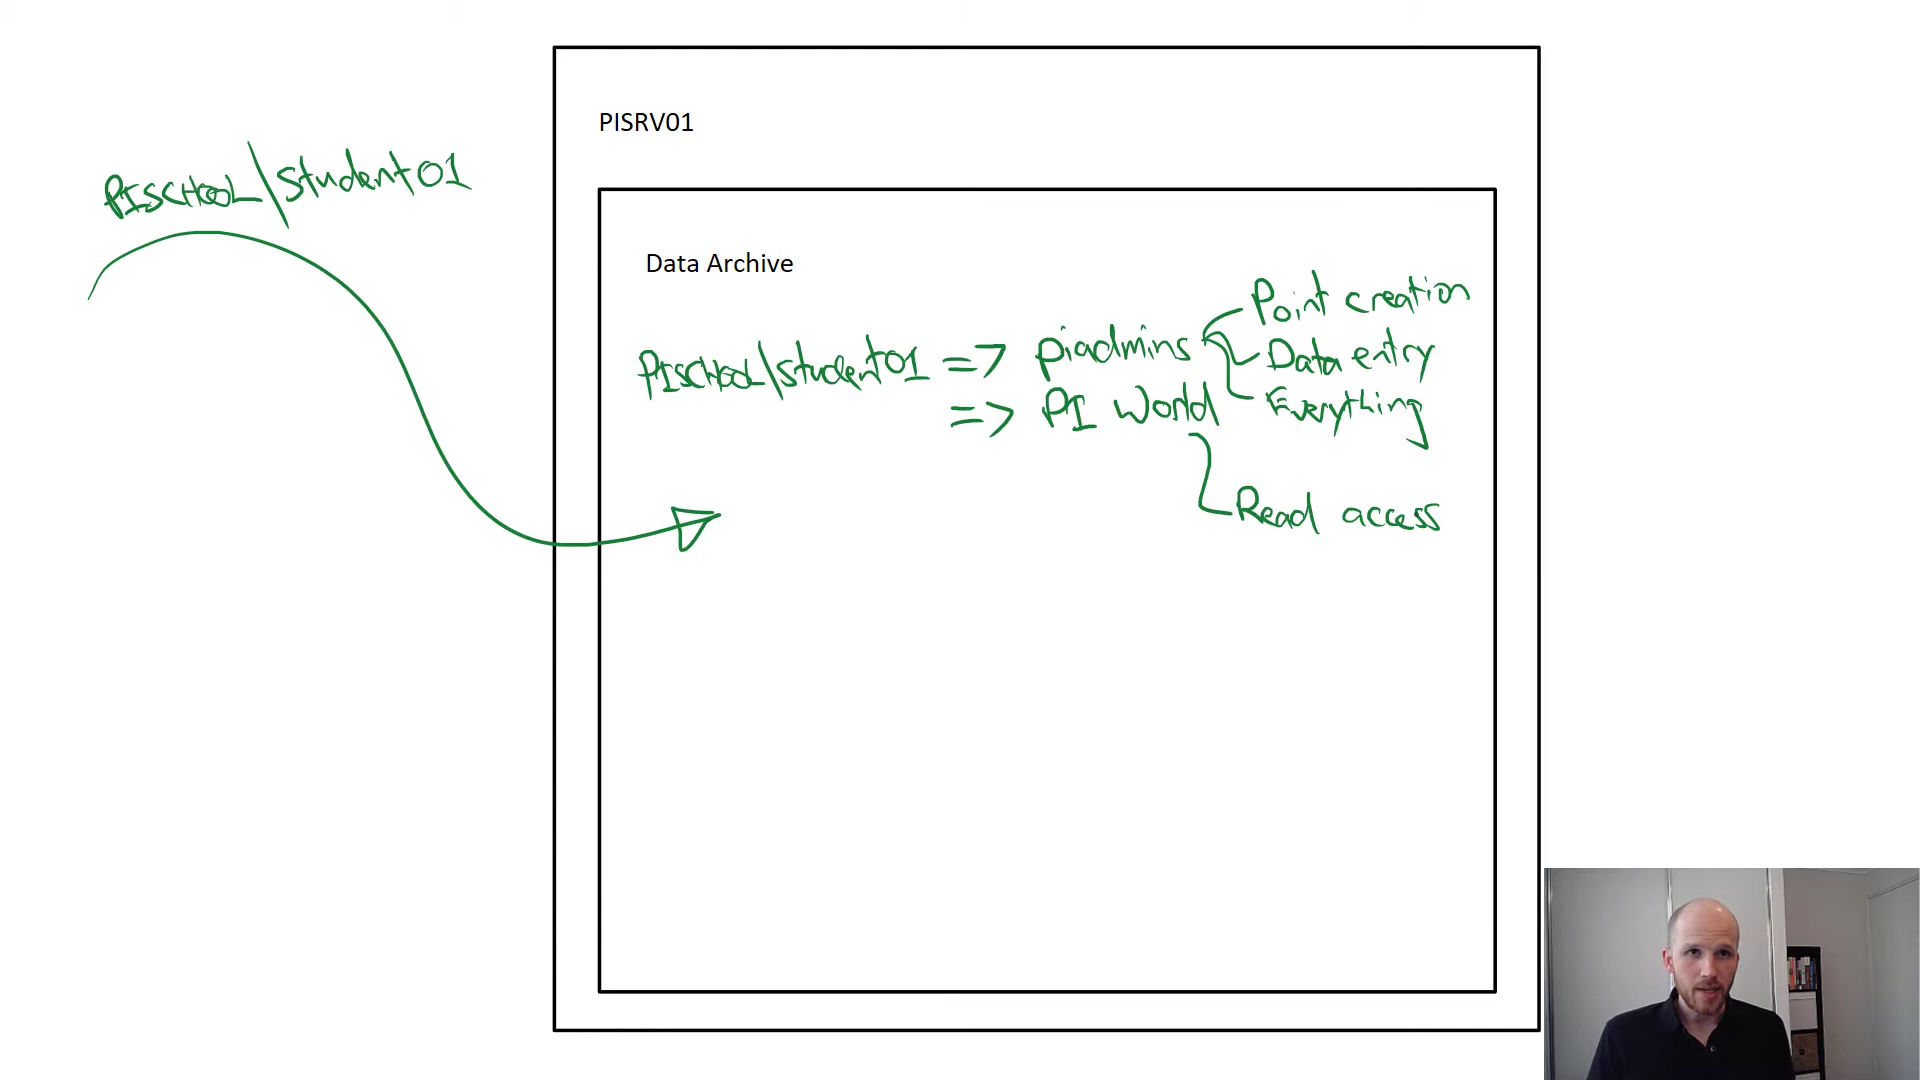 PISRV01
PISCHOOL\student01
Data Archive
Point creation
PISCHOOL\student01 => piadmins
Data entry
=> PI World
Everything
Read access